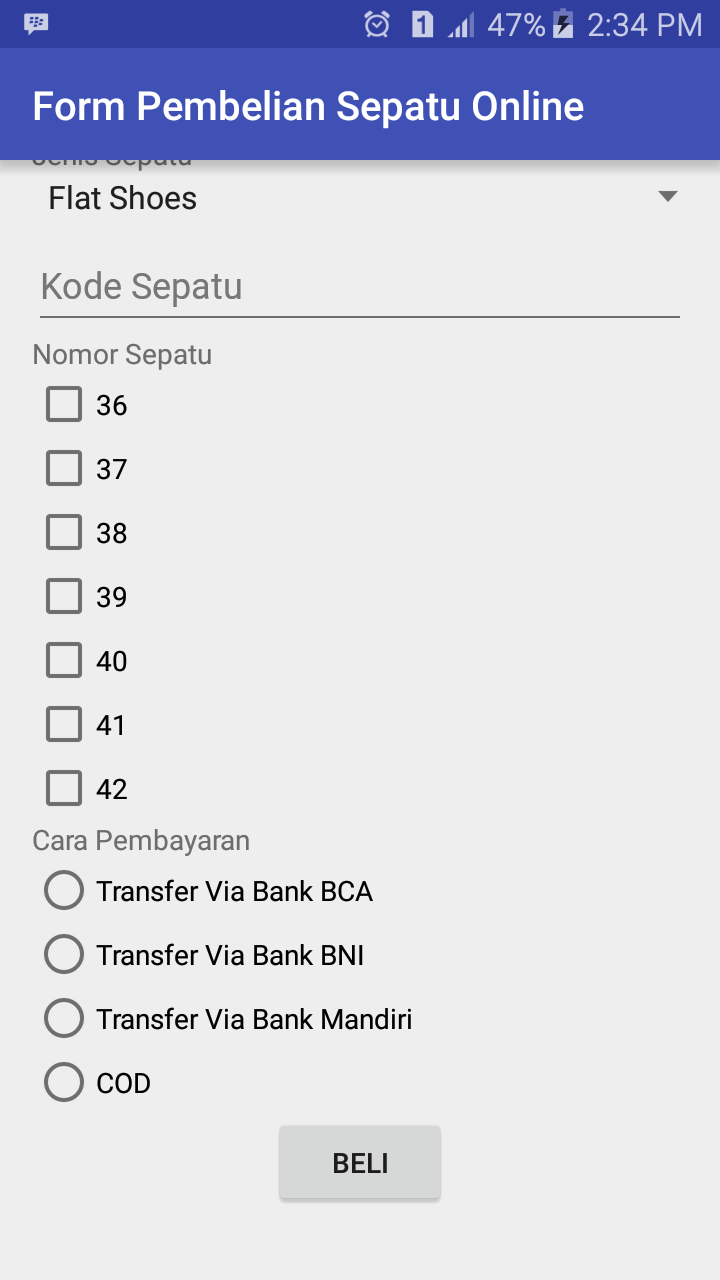 1 47% 2:34 PM
Form Pembelian Sepatu Online
Jenis Sepatu
Flat Shoes
Kode Sepatu
Nomor Sepatu
36
37
38
39
40
41
42
Cara Pembayaran
Transfer Via Bank BCA
Transfer Via Bank BNI
Transfer Via Bank Mandiri
COD
BELI